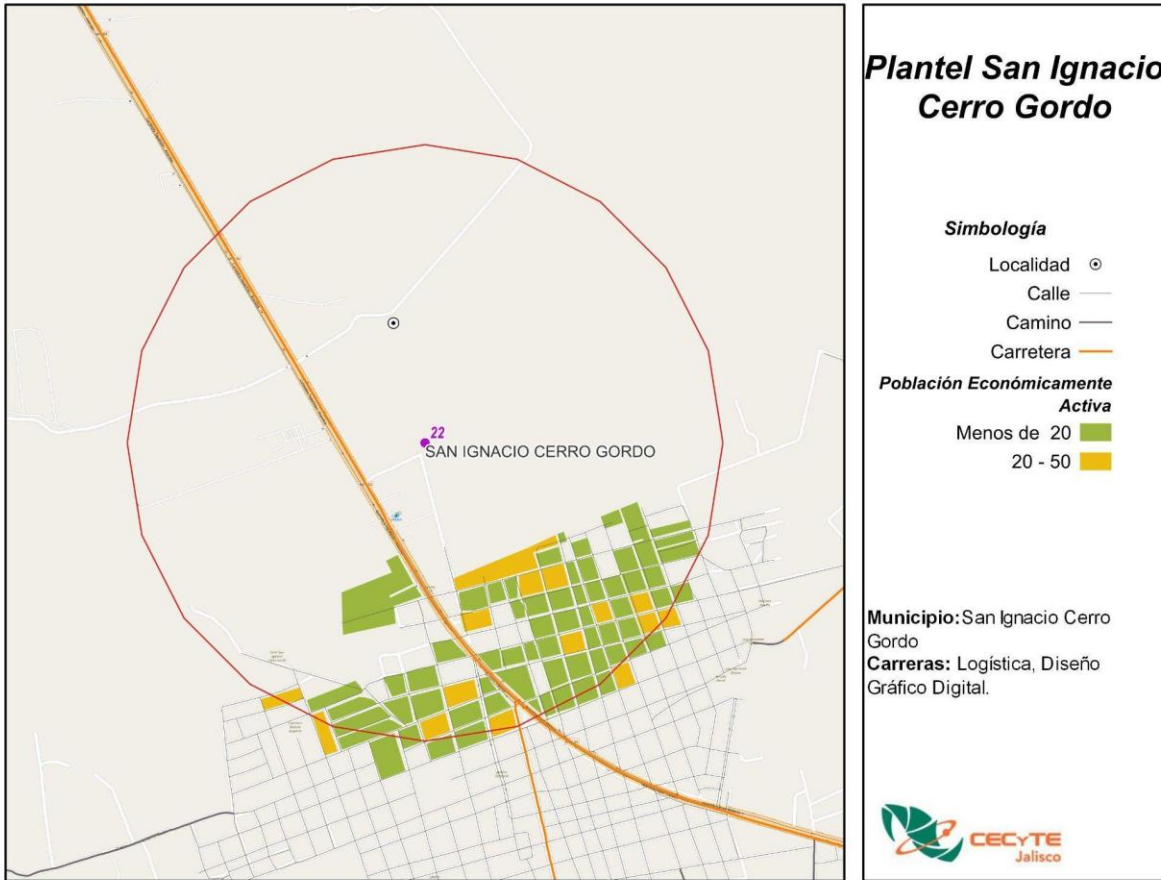 22
SAN IGNACIO CERRO GORDO
Plantel San Ignacio
Cerro Gordo
Simbología
Localidad
Calle
Camino
Carretera
Población Económicamente
Activa
Menos de 20
20 - 50
Municipio: San Ignacio Cerro
Gordo
Carreras: Logística, Diseño
Gráfico Digital.
CECyTE
Jalisco